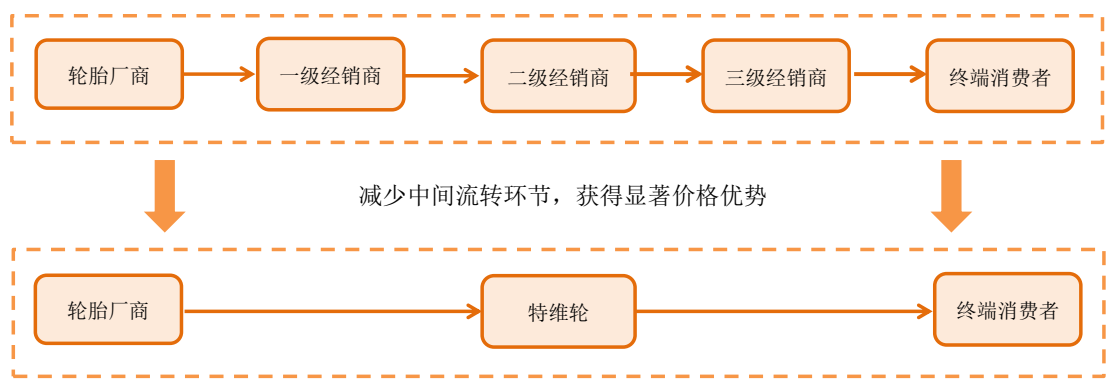 轮胎厂商
一级经销商
二级经销商
三级经销商
终端消费者
减少中间流转环节，获得显著价格优势
轮胎厂商
特维轮
终端消费者